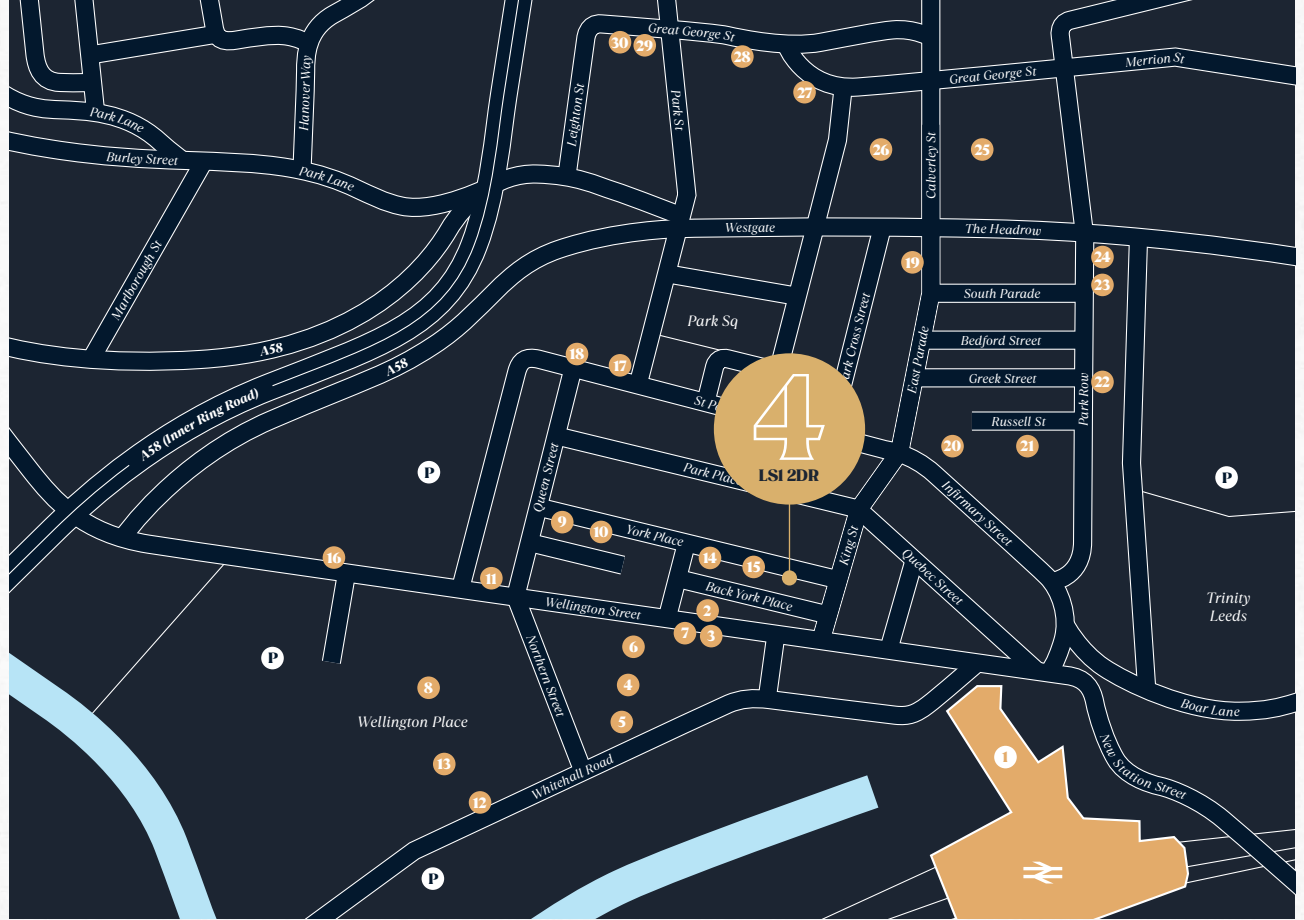 Great George St
30
29
28
Great George St
Merrion St
27
Hanover Way
Leighton St
Park St
Park Lane
Burley Street
Park Lane
26
25
Calverley St
Westgate
The Headrow
Marlborough St
19
24
23
South Parade
Park Sq
Bedford Street
A58
A58
18
17
East Parade
Greek Street
22
Park Row
St P
4
LS1 2DR
Russell St
A58 (Inner Ring Road)
20
21
P
Park Plac
P
Queen Street
Infirmary Street
9
10
York Place
King St
16
14
15
11
Quebec Street
Back York Place
Wellington Street
2
7
3
Trinity
Leeds
6
P
Northern Street
8
4
Wellington Place
5
Boar Lane
13
1
New Station Street
Whitehall Road
12
P